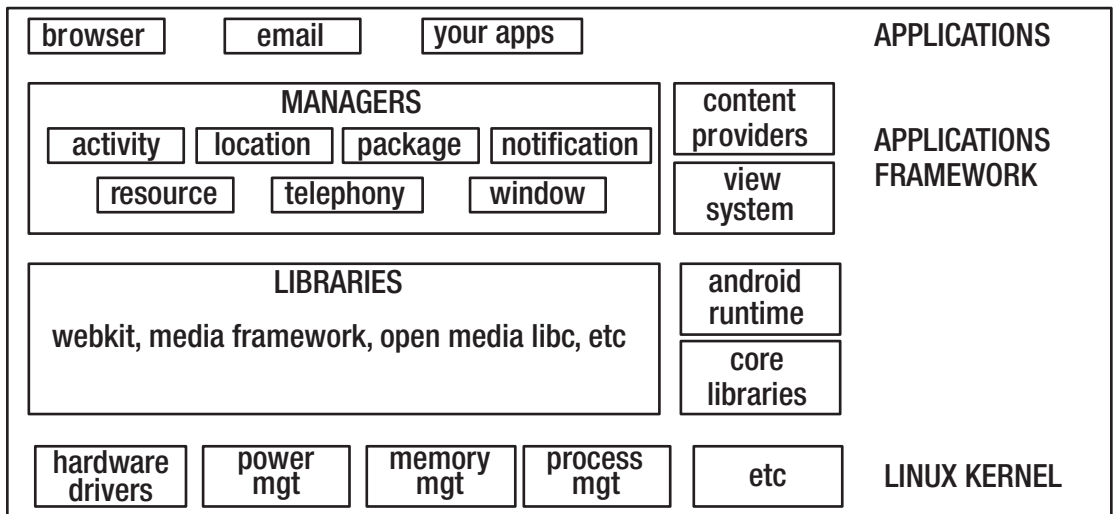 browser email your apps APPLICATIONS
MANAGERS
activity location package notification
resource telephony window
content
providers
view
system
APPLICATIONS
FRAMEWORK
LIBRARIES
webkit, media framework, open media libc, etc
android
runtime
core
libraries
hardware
drivers
power
mgt
memory
mgt
process
mgt
etc
LINUX KERNEL